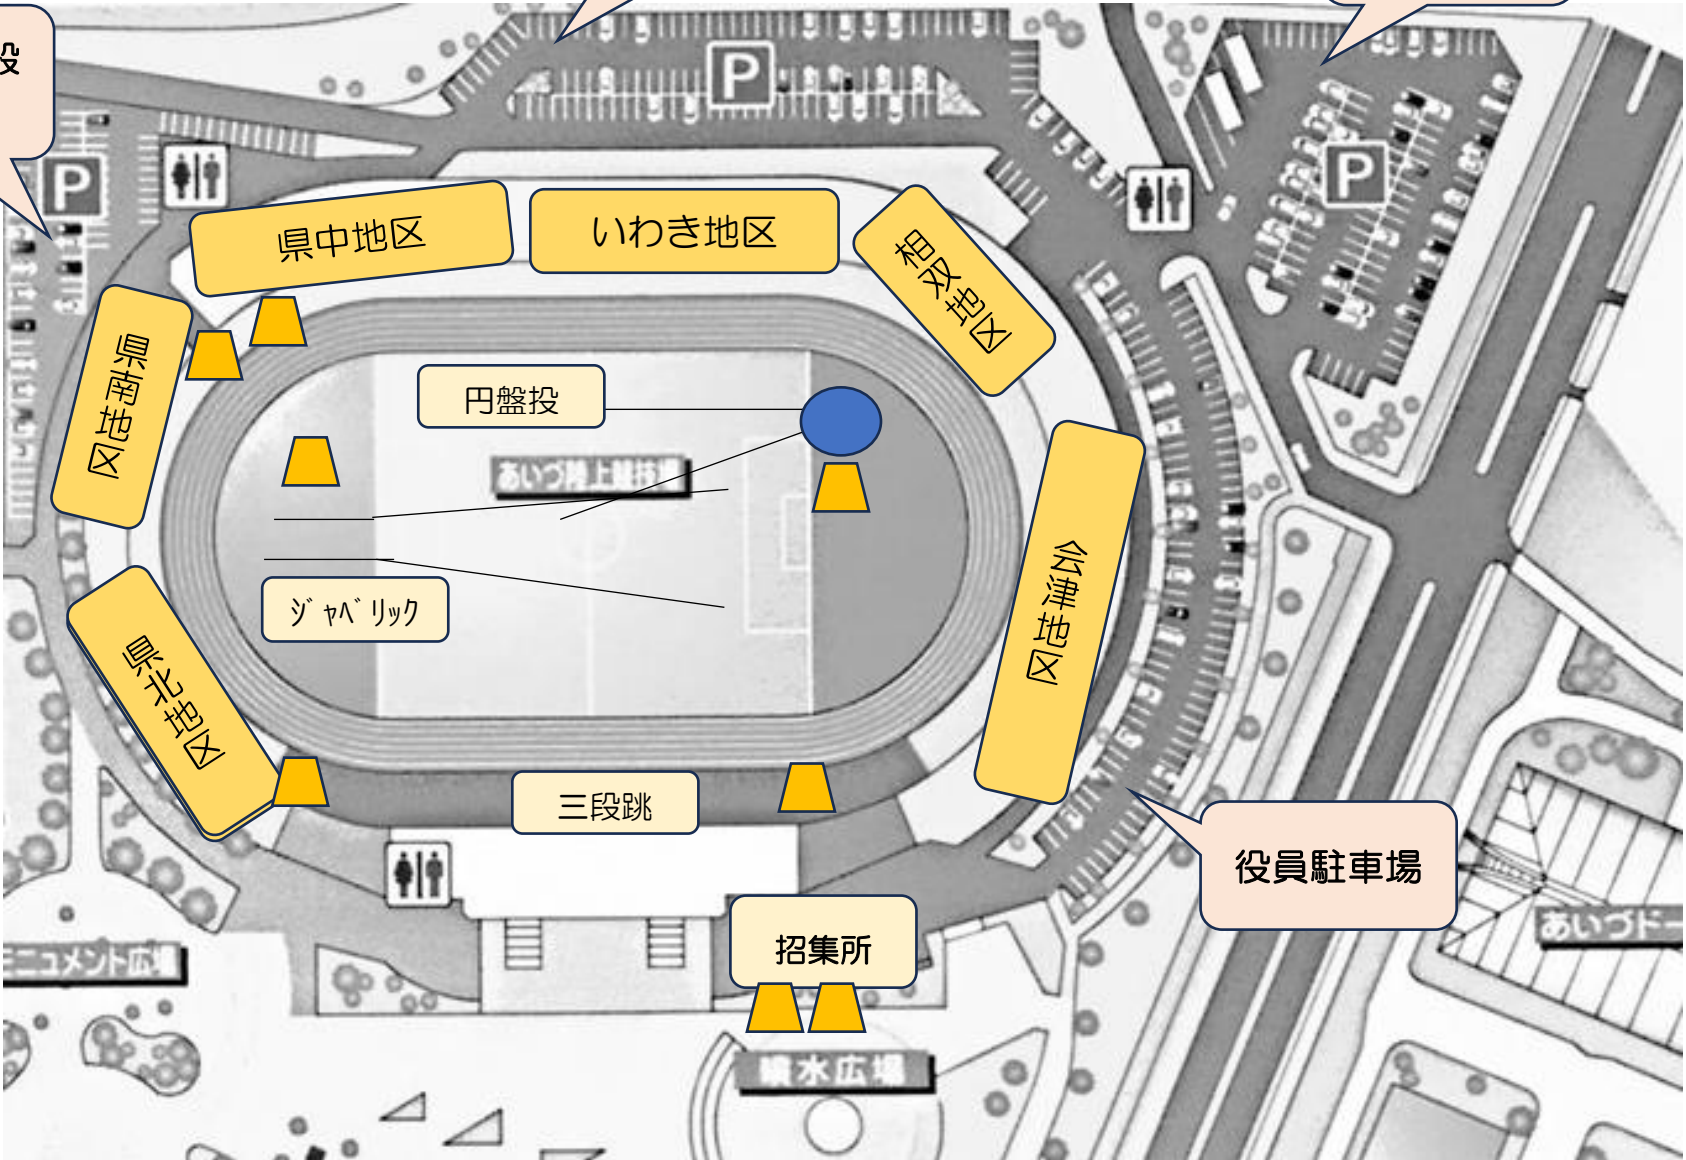 設
P
P
P
県中地区
いわき地区
相双地区
県南地区
円盤投
あいづ陸上競技場
会津地区
ｼﾞｬﾍﾞﾘｯｸ
県北地区
三段跳
役員駐車場
招集所
あいづドー
ニュメント広場
噴水広場